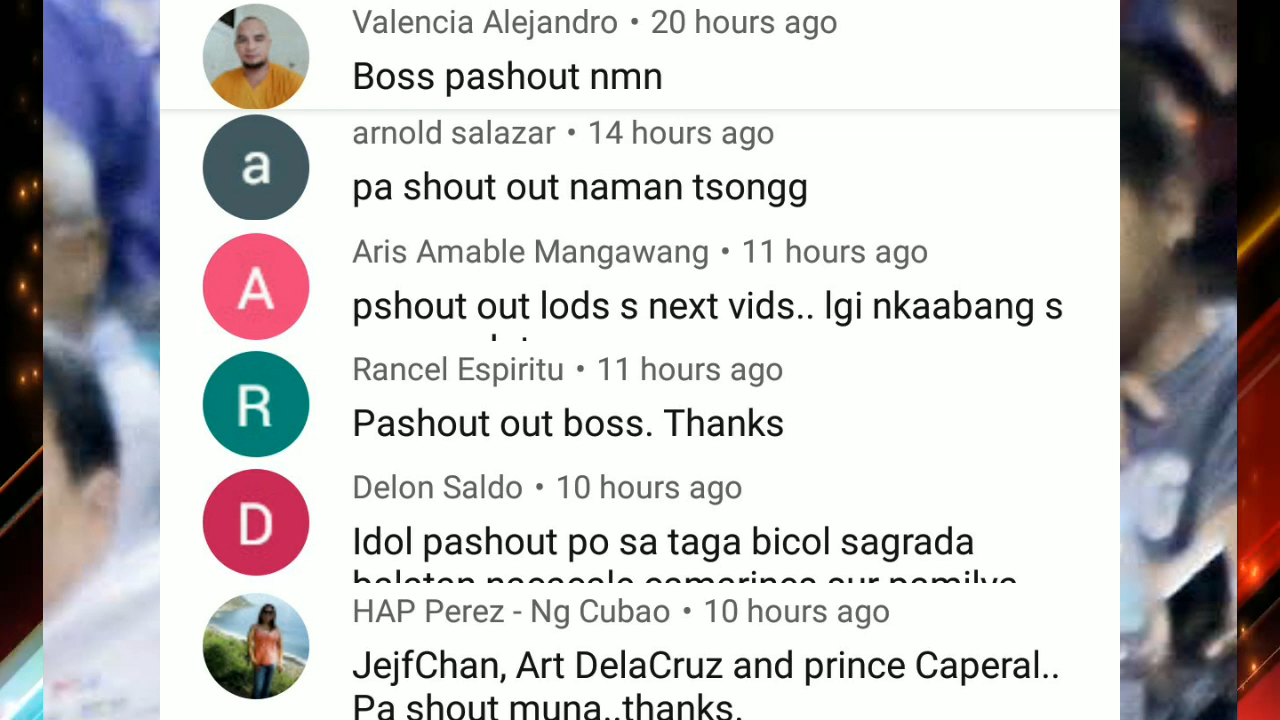 Valencia Alejandro • 20 hours ago
Boss pashout nmn
a
arnold salazar • 14 hours ago
pa shout out naman tsongg
A
Aris Amable Mangawang • 11 hours ago
pshout out lods s next vids.. lgi nkaabang s
R
Rancel Espiritu • 11 hours ago
Pashout out boss. Thanks
D
Delon Saldo • 10 hours ago
Idol pashout po sa taga bicol sagrada
HAP Perez - Ng Cubao • 10 hours ago
JejfChan, Art DelaCruz and prince Caperal..
Pa shout muna..thanks.